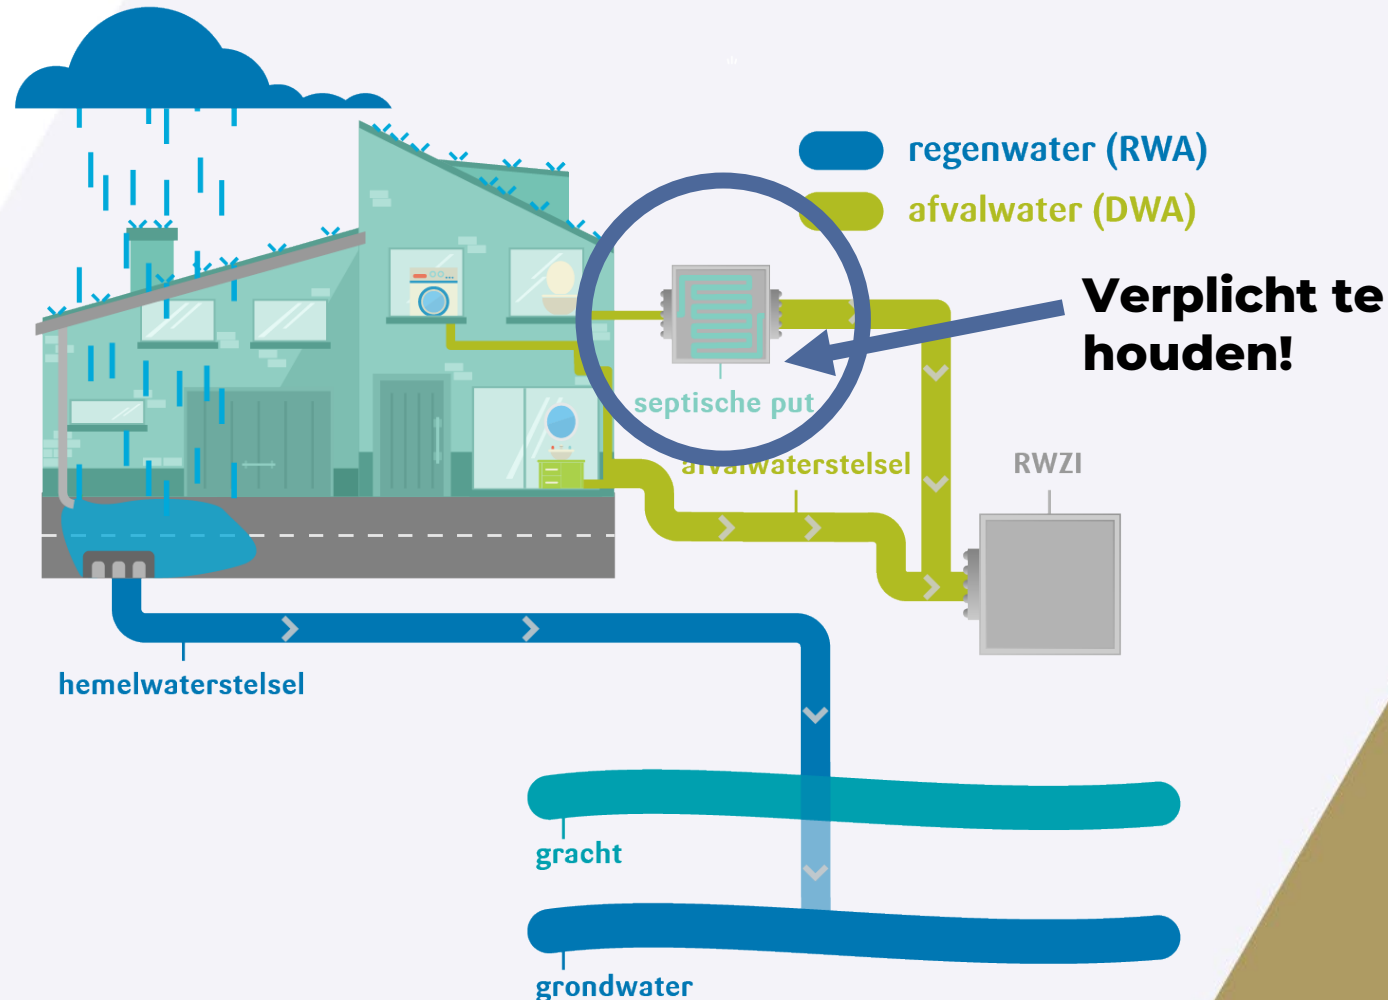 regenwater (RWA)
afvalwater (DWA)
Verplicht te
houden!
septische put
afvalwaterstelsel
RWZI
hemelwaterstelsel
gracht
grondwater